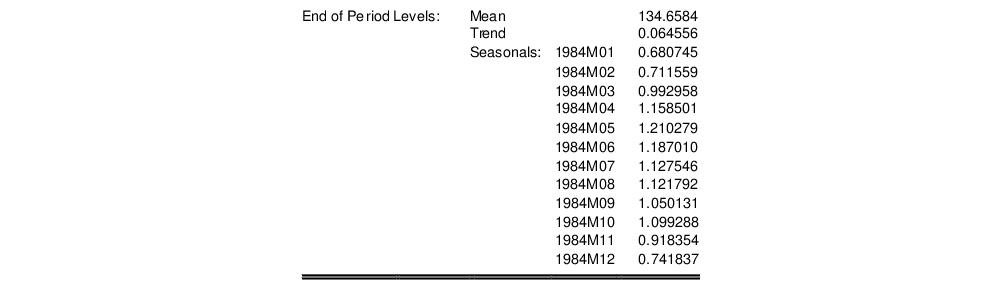 End of Period Levels: Mean 134.6584
Trend 0.064556
Seasonals: 1984M01 0.680745
1984M02 0.711559
1984M03 0.992958
1984M04 1.158501
1984M05 1.210279
1984M06 1.187010
1984M07 1.127546
1984M08 1.121792
1984M09 1.050131
1984M10 1.099288
1984M11 0.918354
1984M12 0.741837